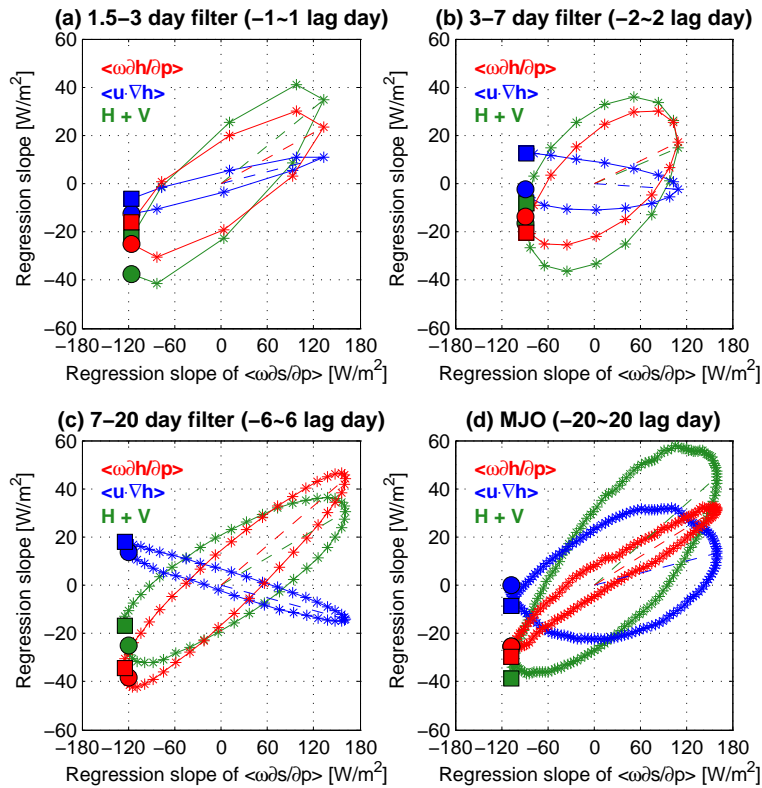 (a) 1.5−3 day filter (−1~1 lag day)
60
40
20
0
−20
−40
−60
Regression slope [W/m²]
<ω∂h/∂p>
<u·∇h>
H + V
−180 −120 −60 0 60 120 180
Regression slope of <ω∂s/∂p> [W/m²]
(b) 3−7 day filter (−2~2 lag day)
60
40
20
0
−20
−40
−60
Regression slope [W/m²]
<ω∂h/∂p>
<u·∇h>
H + V
−180 −120 −60 0 60 120 180
Regression slope of <ω∂s/∂p> [W/m²]
(c) 7−20 day filter (−6~6 lag day)
60
40
20
0
−20
−40
−60
Regression slope [W/m²]
<ω∂h/∂p>
<u·∇h>
H + V
−180 −120 −60 0 60 120 180
Regression slope of <ω∂s/∂p> [W/m²]
(d) MJO (−20~20 lag day)
60
40
20
0
−20
−40
−60
Regression slope [W/m²]
<ω∂h/∂p>
<u·∇h>
H + V
−180 −120 −60 0 60 120 180
Regression slope of <ω∂s/∂p> [W/m²]